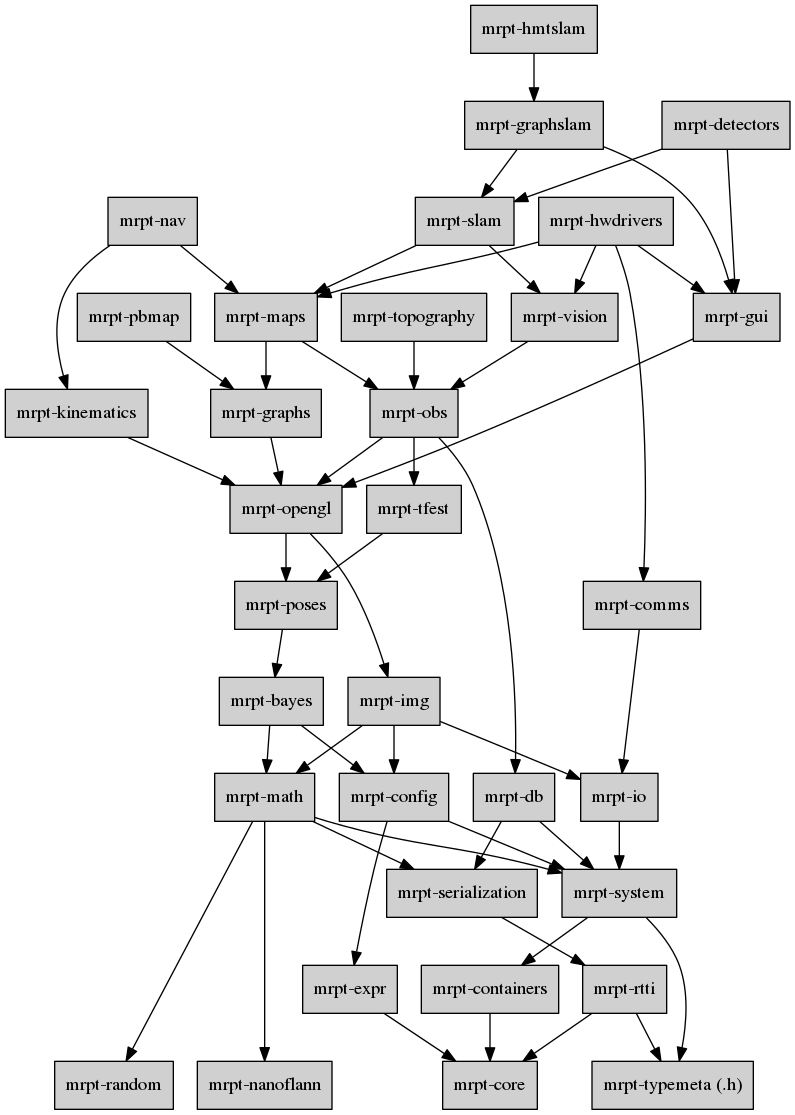 mrpt-hmtslam
mrpt-graphslam
mrpt-detectors
mrpt-nav
mrpt-slam
mrpt-hwdrivers
mrpt-pbmap
mrpt-maps
mrpt-topography
mrpt-vision
mrpt-gui
mrpt-kinematics
mrpt-graphs
mrpt-obs
mrpt-opengl
mrpt-tfest
mrpt-poses
mrpt-comms
mrpt-bayes
mrpt-img
mrpt-math
mrpt-config
mrpt-db
mrpt-io
mrpt-serialization
mrpt-system
mrpt-expr
mrpt-containers
mrpt-rtti
mrpt-random
mrpt-nanoflann
mrpt-core
mrpt-typemeta (.h)